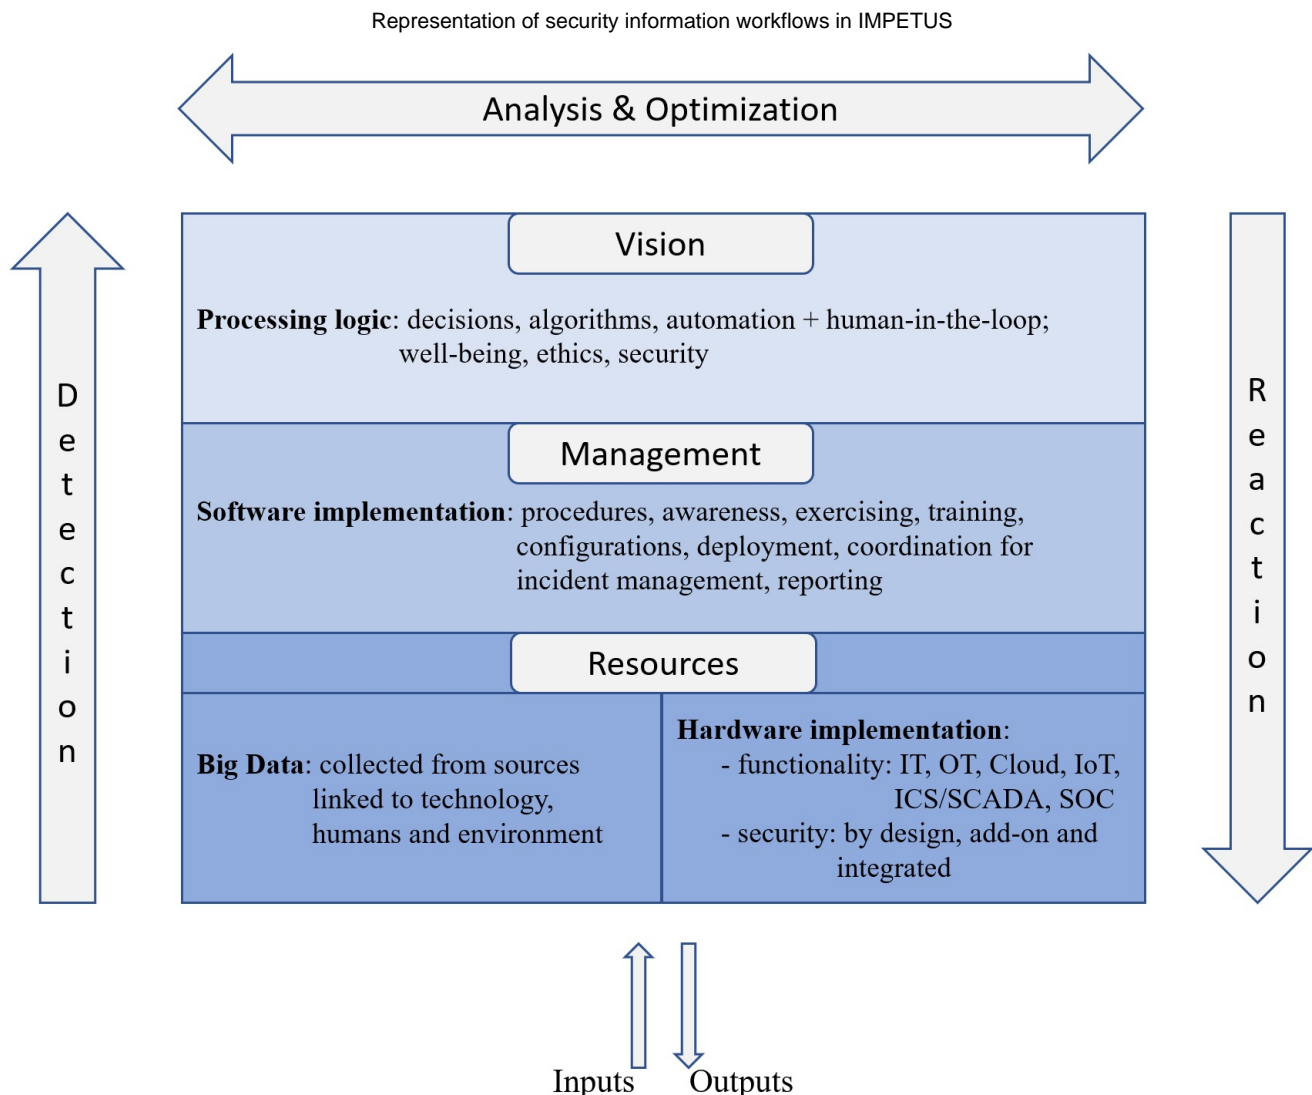 Representation of security information workflows in IMPETUS
Analysis & Optimization
Detection
Vision
Processing logic: decisions, algorithms, automation + human-in-the-loop;
well-being, ethics, security
Management
Software implementation: procedures, awareness, exercising, training,
configurations, deployment, coordination for
incident management, reporting
Resources
Big Data: collected from sources
linked to technology,
humans and environment
Hardware implementation:
- functionality: IT, OT, Cloud, IoT,
ICS/SCADA, SOC
- security: by design, add-on and
integrated
Reaction
Inputs
Outputs